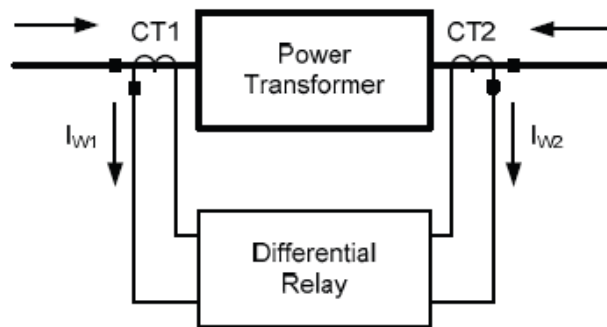 CT1
Power
Transformer
CT2
IW1
IW2
Differential
Relay